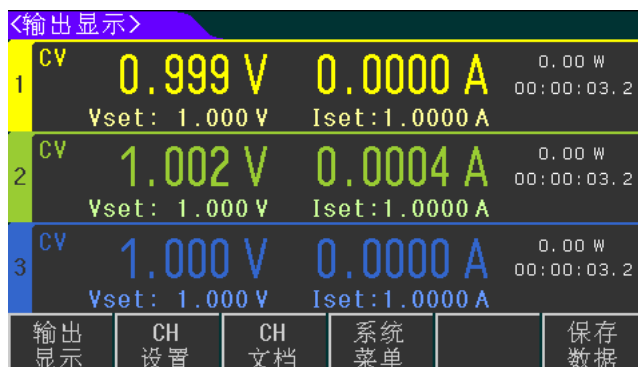 <输出显示>
CV 0.999 V 0.0000 A 0.00 W
1 00:00:03.2
Vset: 1.000 V Iset:1.0000 A
CV 1.002 V 0.0004 A 0.00 W
2 00:00:03.2
Vset: 1.000 V Iset:1.0000 A
CV 1.000 V 0.0000 A 0.00 W
3 00:00:03.2
Vset: 1.000 V Iset:1.0000 A
输出 CH CH 系统 保存
显示 设置 文档 菜单 数据